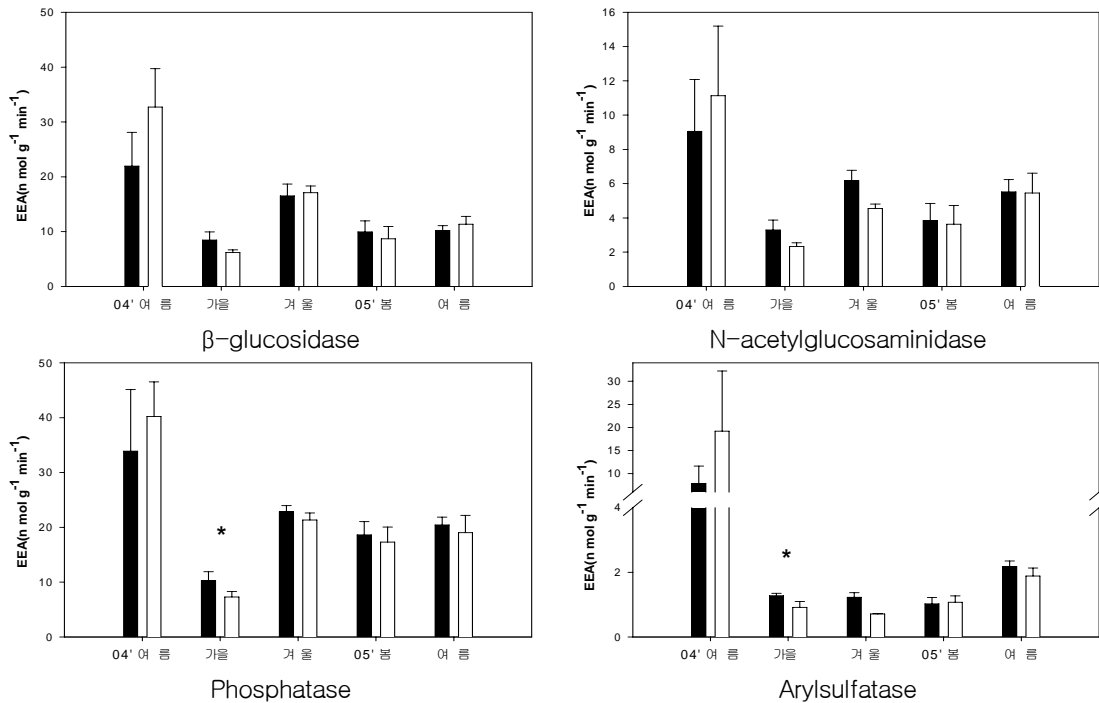 50
40
30
20
10
0
EEA(n mol g-1 min-1)
04' 여 름 가을 겨 울 05' 봄 여 름
β-glucosidase
16
14
12
10
8
6
4
2
0
EEA(n mol g-1 min-1)
04' 여 름 가을 겨 울 05' 봄 여 름
N-acetylglucosaminidase
50
40
30
20
10
0
EEA(n mol g-1 min-1)
*
04' 여 름 가을 겨 울 05' 봄 여 름
Phosphatase
30
25
20
15
10
4
2
0
EEA(n mol g-1 min-1)
*
04' 여 름 가을 겨 울 05' 봄 여 름
Arylsulfatase